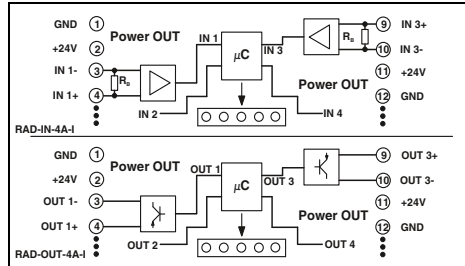 GND 1 Power OUT IN 1 μC IN 3 9 IN 3+
+24V 2 RB 10 IN 3-
IN 1- 3 RB Power OUT 11 +24V
IN 1+ 4 IN 2 IN 4 12 GND
RAD-IN-4A-I
GND 1 Power OUT OUT 1 μC OUT 3 9 OUT 3+
+24V 2 10 OUT 3-
OUT 1- 3 Power OUT 11 +24V
OUT 1+ 4 OUT 2 OUT 4 12 GND
RAD-OUT-4A-I